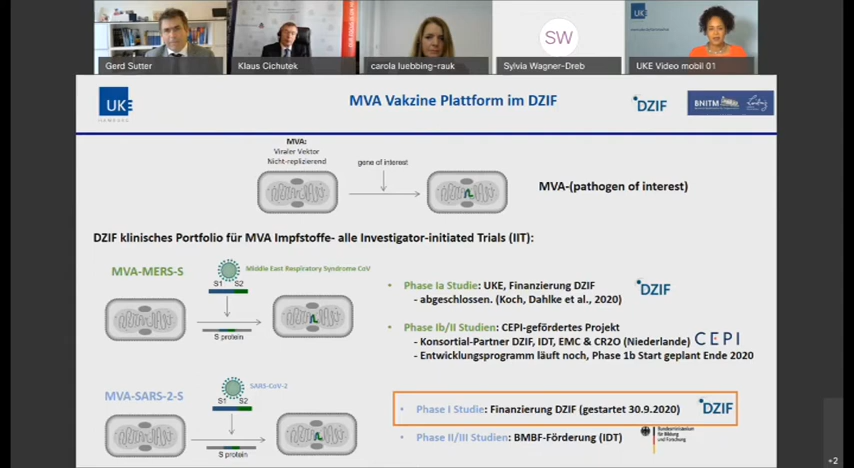 SW
Gerd Sutter
Klaus Cichutek
carola luebbing-rauk
Sylvia Wagner-Dreb
UKE Video mobil 01
UKE
HAMBURG
MVA Vakzine Plattform im DZIF
DZIF
BNITM
MVA:
Viraler Vektor
Nicht-replizierend
gene of interest
MVA-(pathogen of interest)
DZIF klinisches Portfolio für MVA Impfstoffe- alle Investigator-initiated Trials (IIT):
MVA-MERS-S
Middle East Respiratory Syndrome CoV
S1 S2
S protein
• Phase Ia Studie: UKE, Finanzierung DZIF
- abgeschlossen. (Koch, Dahlke et al., 2020)
DZIF
• Phase Ib/II Studien: CEPI-gefördertes Projekt
- Konsortial-Partner DZIF, IDT, EMC & CR2O (Niederlande)
CEPI
- Entwicklungsprogramm läuft noch, Phase 1b Start geplant Ende 2020
MVA-SARS-2-S
SARS-CoV-2
S1 S2
S protein
• Phase I Studie: Finanzierung DZIF (gestartet 30.9.2020)
DZIF
• Phase II/III Studien: BMBF-Förderung (IDT)
Bundesministerium
für Bildung
und Forschung
+2